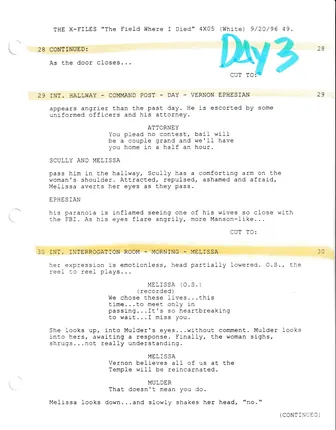 THE X-FILES "The Field Where I Died" 4X05 (White) 9/20/96 49.
Day 3
28 CONTINUED: 28
As the door closes...
CUT TO:
29 INT. HALLWAY - COMMAND POST - DAY - VERNON EPHESIAN 29
appears angrier than the past day. He is escorted by some
uniformed officers and his attorney.
ATTORNEY
You plead no contest, bail will
be a couple grand and we'll have
you home in a half an hour.
SCULLY AND MELISSA
pass him in the hallway, Scully has a comforting arm on the
woman's shoulder. Attracted, repulsed, ashamed and afraid,
Melissa averts her eyes as they pass.
EPHESIAN
his paranoia is inflamed seeing one of his wives so close with
the FBI. As his eyes flare angrily, more Manson-like...
CUT TO:
30 INT. INTERROGATION ROOM - MORNING - MELISSA 30
her expression is emotionless, head partially lowered. O.S., the
reel to reel plays...
MELISSA (O.S.)
(recorded)
We chose these lives...this
time...to meet only in
passing...It's so heartbreaking
to wait...I miss you.
She looks up, into Mulder's eyes...without comment. Mulder looks
into hers, awaiting a response. Finally, the woman sighs,
shrugs...not really understanding.
MELISSA
Vernon believes all of us at the
Temple will be reincarnated.
MULDER
That doesn't mean you do.
Melissa looks down...and slowly shakes her head, "no."
(CONTINUED)